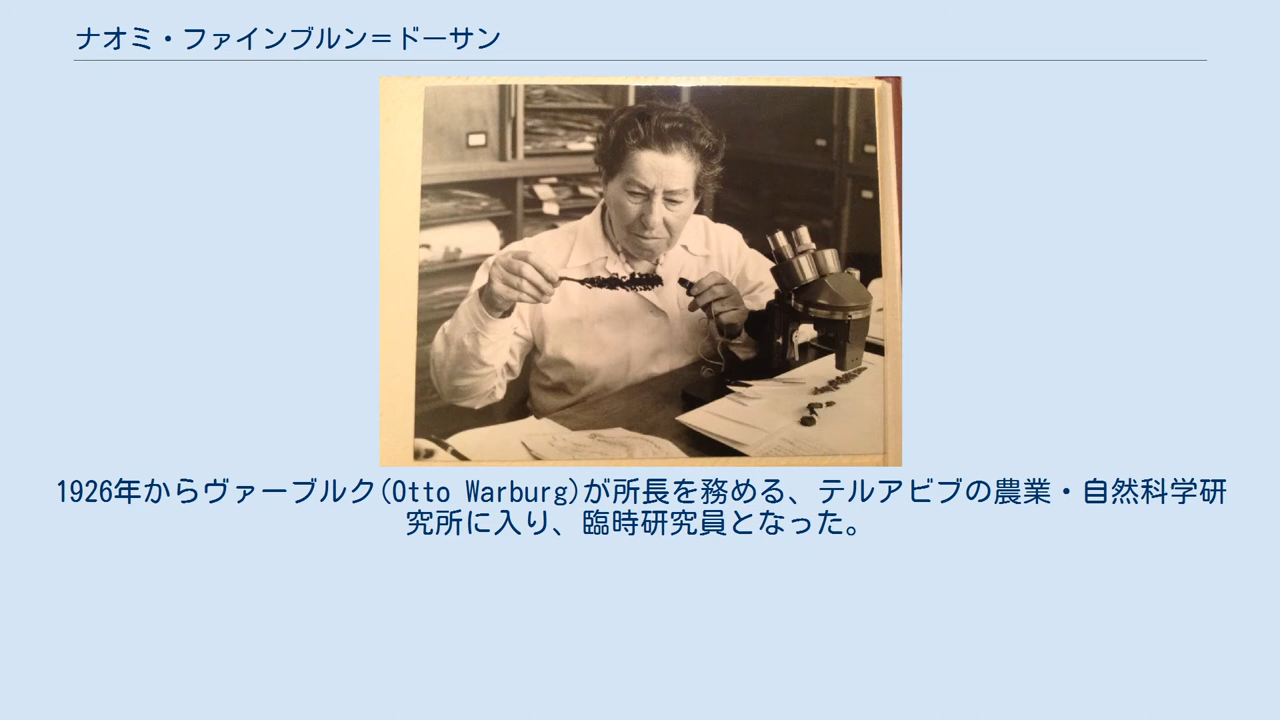 ナオミ・ファインブルン＝ドーサン
1926年からヴァーブルク(Otto Warburg)が所長を務める、テルアビブの農業・自然科学研
究所に入り、臨時研究員となった。